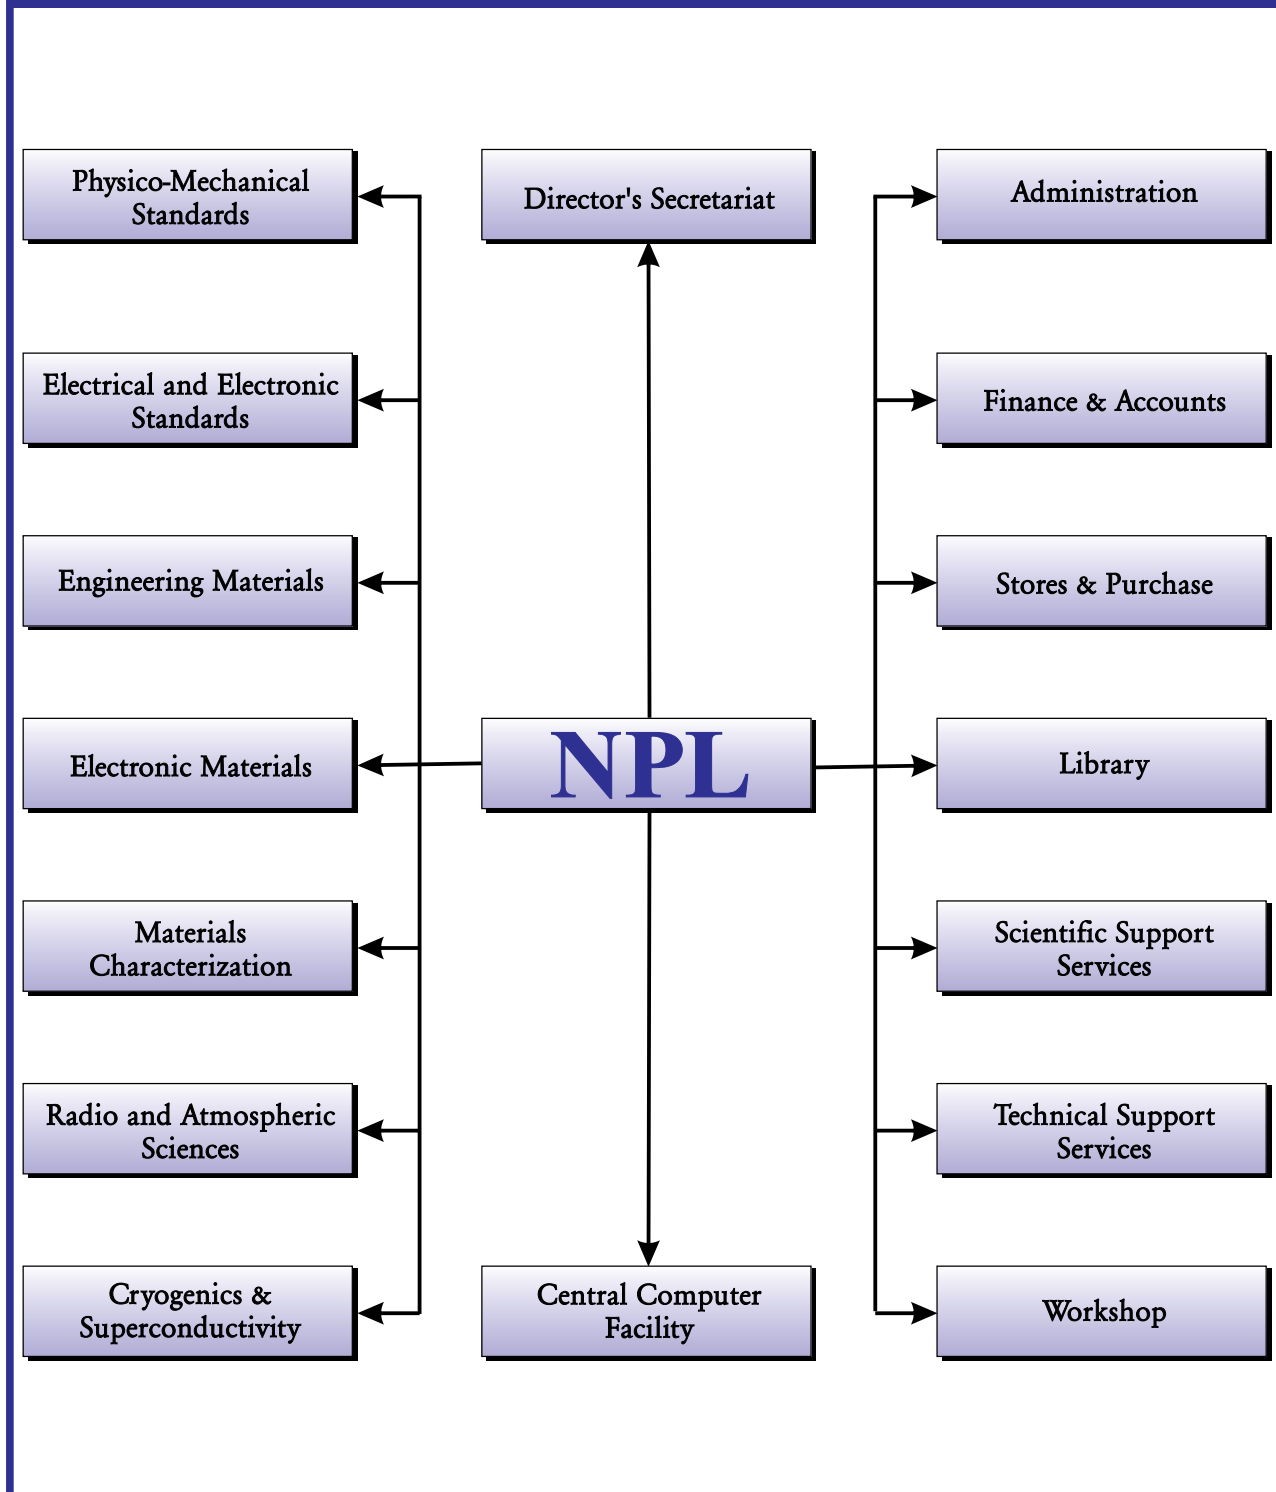 Physico-Mechanical
Standards
Director's Secretariat
Administration
Electrical and Electronic
Standards
Finance & Accounts
Engineering Materials
Stores & Purchase
Electronic Materials
NPL
Library
Materials
Characterization
Scientific Support
Services
Radio and Atmospheric
Sciences
Technical Support
Services
Cryogenics &
Superconductivity
Central Computer
Facility
Workshop